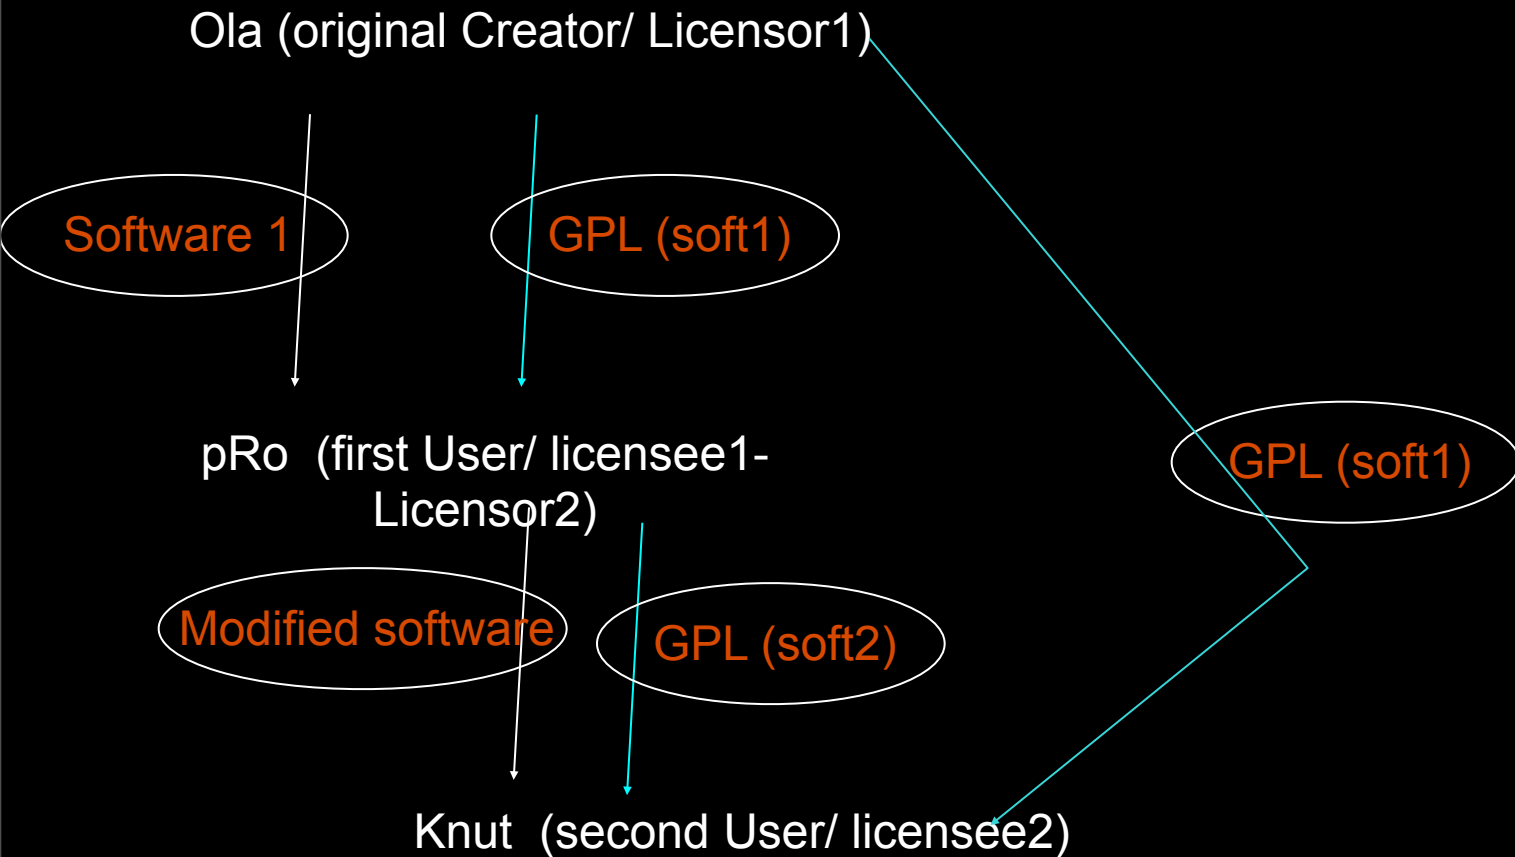 Ola (original Creator/ Licensor1)
Software 1
GPL (soft1)
pRo  (first User/ licensee1-
Licensor2)
GPL (soft1)
Modified software
GPL (soft2)
Knut  (second User/ licensee2)